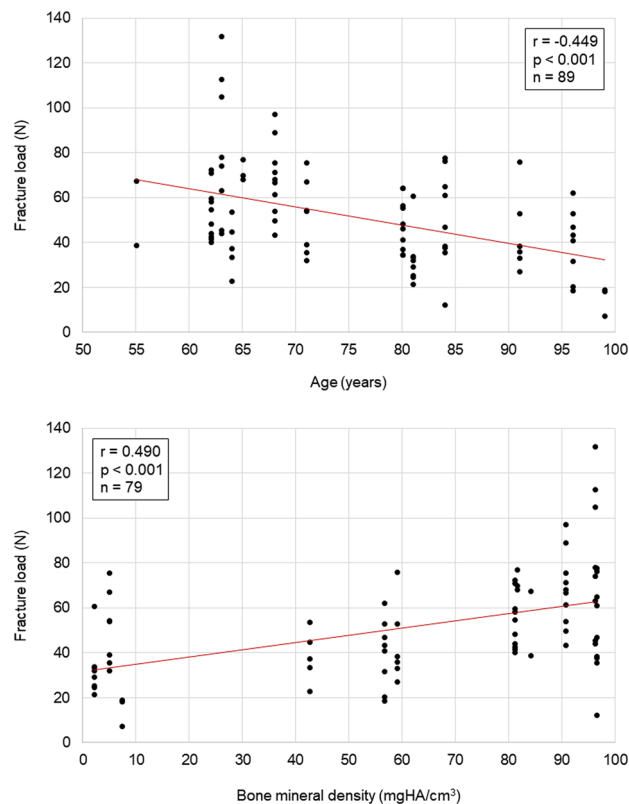 140
120
100
80
60
40
20
0
Fracture load (N)
r = -0.449
p < 0.001
n = 89
50 55 60 65 70 75 80 85 90 95 100
Age (years)
140
120
100
80
60
40
20
0
Fracture load (N)
r = 0.490
p < 0.001
n = 79
0 10 20 30 40 50 60 70 80 90 100
Bone mineral density (mgHA/cm³)